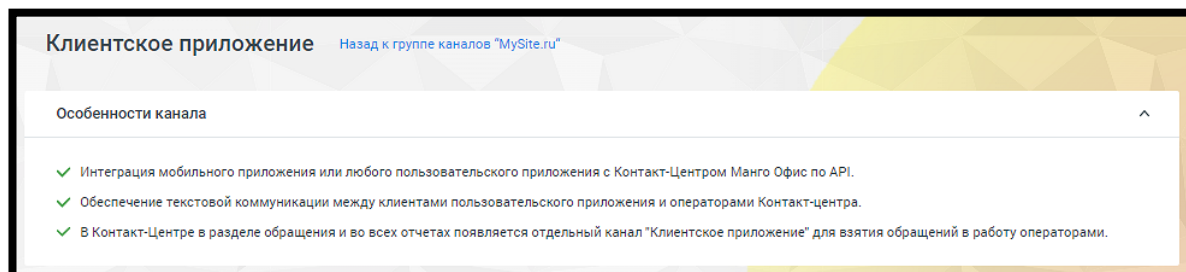 Клиентское приложение Назад к группе каналов "MySite.ru"
Особенности канала
Интеграция мобильного приложения или любого пользовательского приложения с Контакт-Центром Манго Офис по API.
Обеспечение текстовой коммуникации между клиентами пользовательского приложения и операторами Контакт-центра.
В Контакт-Центре в разделе обращения и во всех отчетах появляется отдельный канал "Клиентское приложение" для взятия обращений в работу операторами.